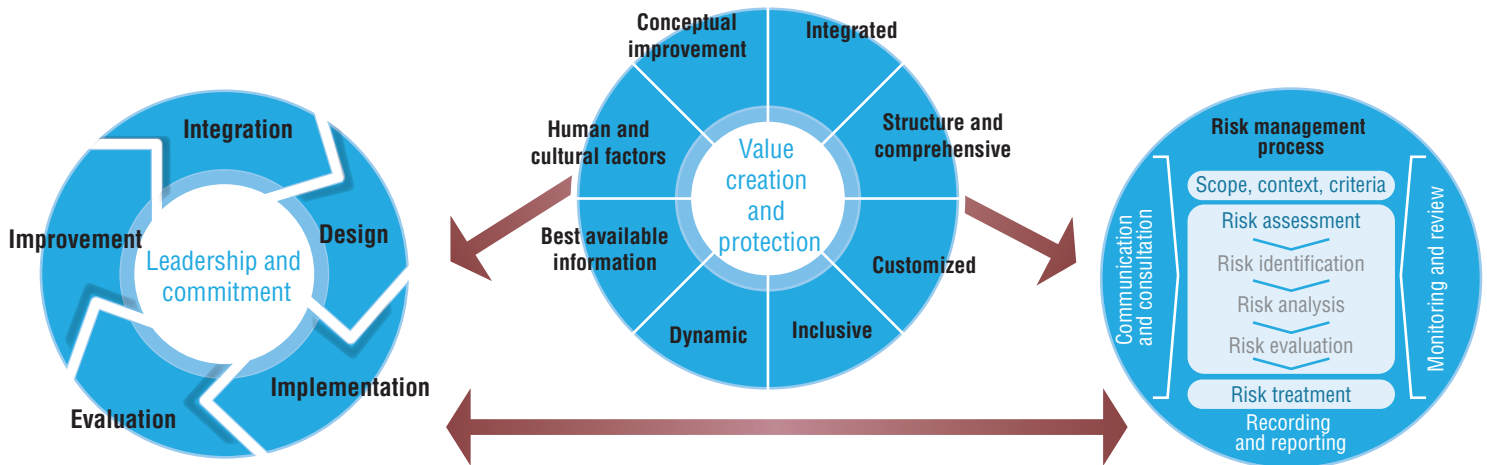 Integration
Design
Implementation
Evaluation
Improvement
Leadership and
commitment
Conceptual
improvement
Integrated
Structure and
comprehensive
Customized
Inclusive
Dynamic
Best available
information
Human and
cultural factors
Value
creation
and
protection
Risk management
process
Scope, context, criteria
Risk assessment
Risk identification
Risk analysis
Risk evaluation
Risk treatment
Recording
and reporting
Communication
and consultation
Monitoring and review